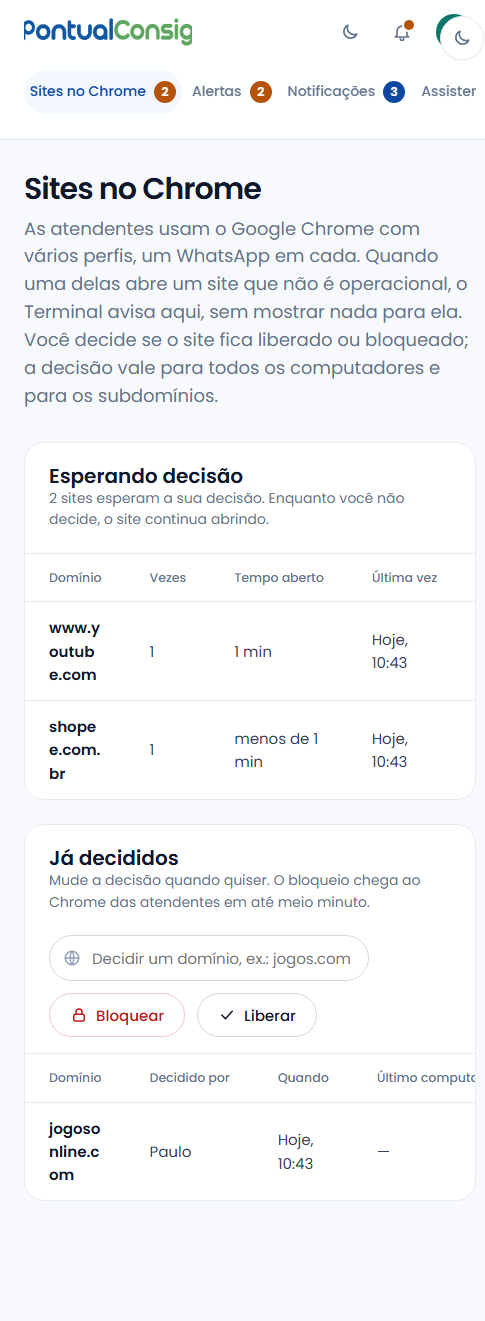 PontualConsig
Sites no Chrome 2 Alertas 2 Notificações 3 Assisten
Sites no Chrome
As atendentes usam o Google Chrome com
vários perfis, um WhatsApp em cada. Quando
uma delas abre um site que não é operacional, o
Terminal avisa aqui, sem mostrar nada para ela.
Você decide se o site fica liberado ou bloqueado;
a decisão vale para todos os computadores e
para os subdomínios.
Esperando decisão
2 sites esperam a sua decisão. Enquanto você não
decide, o site continua abrindo.
Domínio Vezes Tempo aberto Última vez
www.y
outub
e.com
1
1 min
Hoje,
10:43
shope
e.com.
br
1
menos de 1
min
Hoje,
10:43
Já decididos
Mude a decisão quando quiser. O bloqueio chega ao
Chrome das atendentes em até meio minuto.
Decidir um domínio, ex.: jogos.com
Bloquear Liberar
Domínio Decidido por Quando Último computa
jogoso
nline.c
om
Paulo
Hoje,
10:43
—